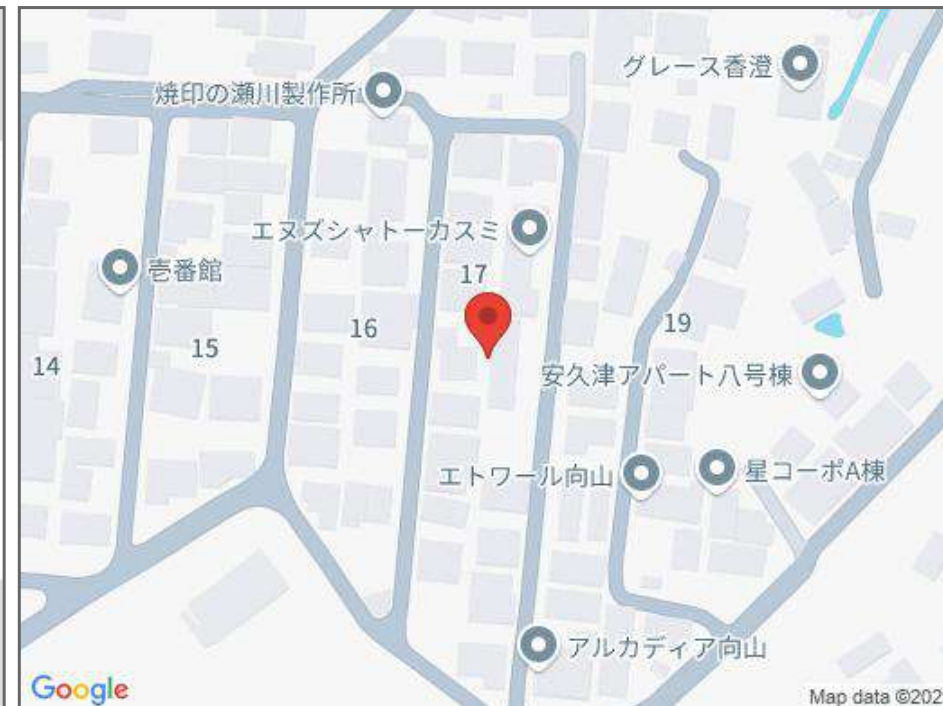 グレース香澄
焼印の瀬川製作所
エヌズシャトーカスミ
17
壱番館
16
19
15
14
安久津アパート八号棟
エトワール向山
星コーポA棟
アルカディア向山
Google
Map data ©202